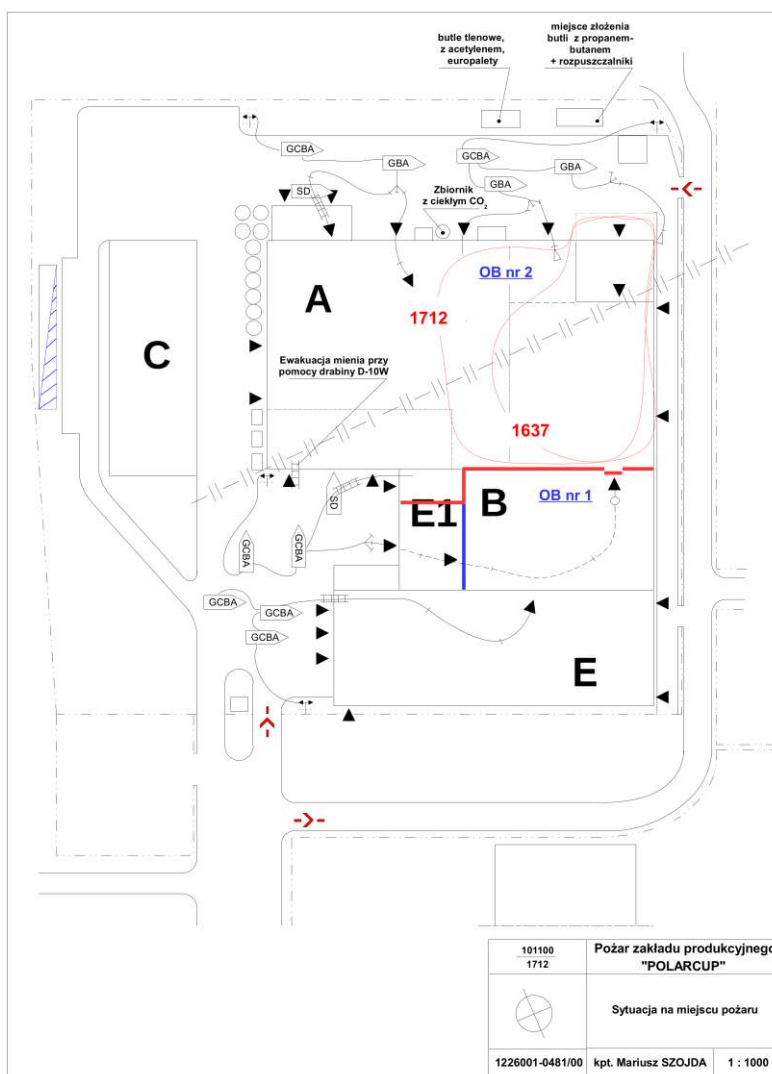 butle tlenowe,
z acetylenem,
europalety
miejsce złożenia
butli z propanem-
butanem
+ rozpuszczalniki
GCBA
GBA
GCBA
GBA
GBA
SD
Zbiornik
z ciekłym CO2
OB nr 2
A
1712
C
Ewakuacja mienia przy
pomocy drabiny D-10W
1637
SD
E1
B
OB nr 1
GCBA
GCBA
GCBA
GCBA
GCBA
E
101100
1712
Pożar zakładu produkcyjnego
"POLARCUP"
Sytuacja na miejscu pożaru
1226001-0481/00
kpt. Mariusz SZOJDA
1 : 1000